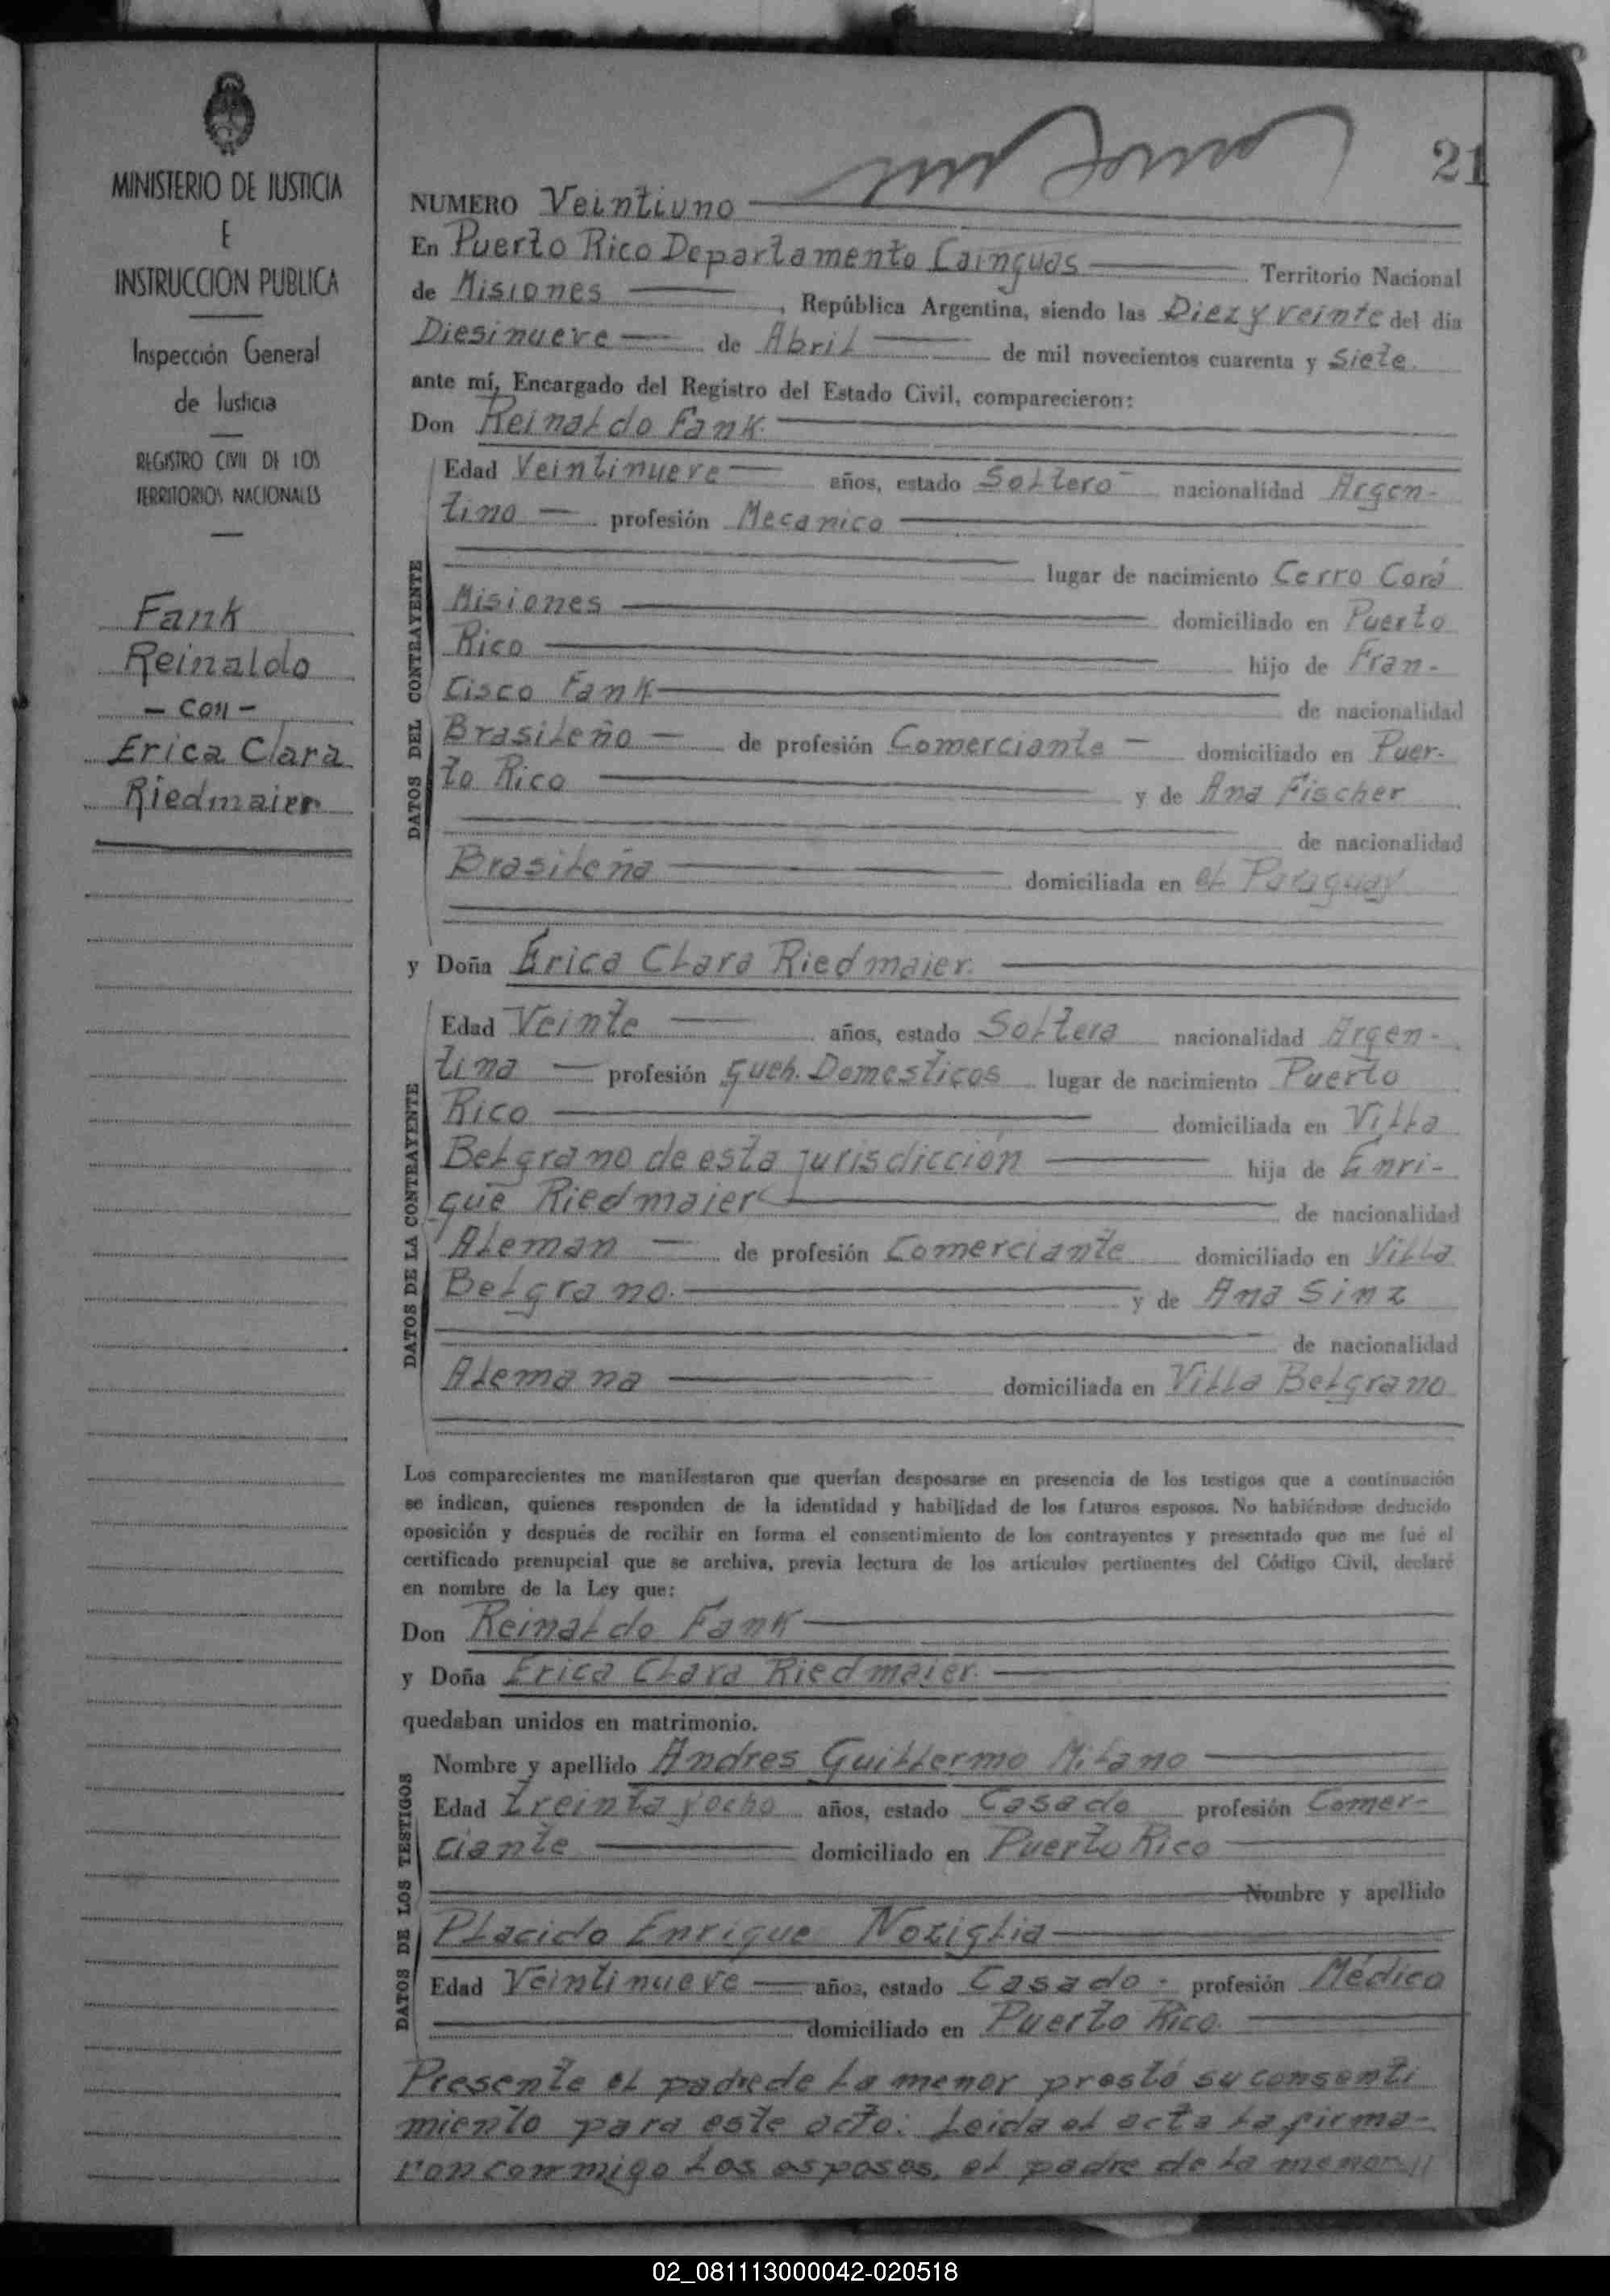 MINISTERIO DE JUSTICIA
E
INSTRUCCION PUBLICA
Inspección General
de Justicia
REGISTRO CIVIL DE LOS
TERRITORIOS NACIONALES
Fank
Reinaldo
- con -
Erica Clara
Riedmaier
21
NUMERO Veintiuno
En Puerto Rico Departamento Cainguas Territorio Nacional
de Misiones, República Argentina, siendo las Diez y veinte del día
Diesinueve de Abril de mil novecientos cuarenta y Siete.
ante mí, Encargado del Registro del Estado Civil, comparecieron:
Don Reinaldo Fank.
DATOS DEL CONTRAYENTE
Edad Veintinueve años, estado Soltero nacionalidad Argen-
tino profesión Mecanico
lugar de nacimiento Cerro Corá
Misiones domiciliado en Puerto
Rico hijo de Fran-
cisco Fank de nacionalidad
Brasileño de profesión Comerciante domiciliado en Puer-
to Rico y de Ana Fischer
de nacionalidad
Brasileña domiciliada en el Paraguay
y Doña Erica Clara Riedmaier.
DATOS DE LA CONTRAYENTE
Edad Veinte años, estado Soltera nacionalidad Argen-
tina profesión queh. Domesticos lugar de nacimiento Puerto
Rico domiciliada en Villa
Belgrano de esta jurisdicción hija de Enri-
que Riedmaier de nacionalidad
Aleman de profesión Comerciante domiciliado en Villa
Belgrano. y de Ana Sinz
de nacionalidad
Alemana domiciliada en Villa Belgrano
Los comparecientes me manifestaron que querían desposarse en presencia de los testigos que a continuación
se indican, quienes responden de la identidad y habilidad de los futuros esposos. No habiéndose deducido
oposición y después de recibir en forma el consentimiento de los contrayentes y presentado que me fué el
certificado prenupcial que se archiva, previa lectura de los artículos pertinentes del Código Civil, declaré
en nombre de la Ley que:
Don Reinaldo Fank
y Doña Erica Clara Riedmaier.
quedaban unidos en matrimonio.
DATOS DE LOS TESTIGOS
Nombre y apellido Andres Guillermo Milano
Edad treinta y ocho años, estado Casado profesión Comer-
ciante domiciliado en Puerto Rico
Nombre y apellido
Placido Enrique Nosiglia
Edad Veintinueve años, estado Casado. profesión Médico
domiciliado en Puerto Rico.
Presente el padre de la menor prestó su consenti
miento para este acto: Leida el acta la firma-
ron conmigo los esposos, el padre de la menor //
02_081113000042-020518